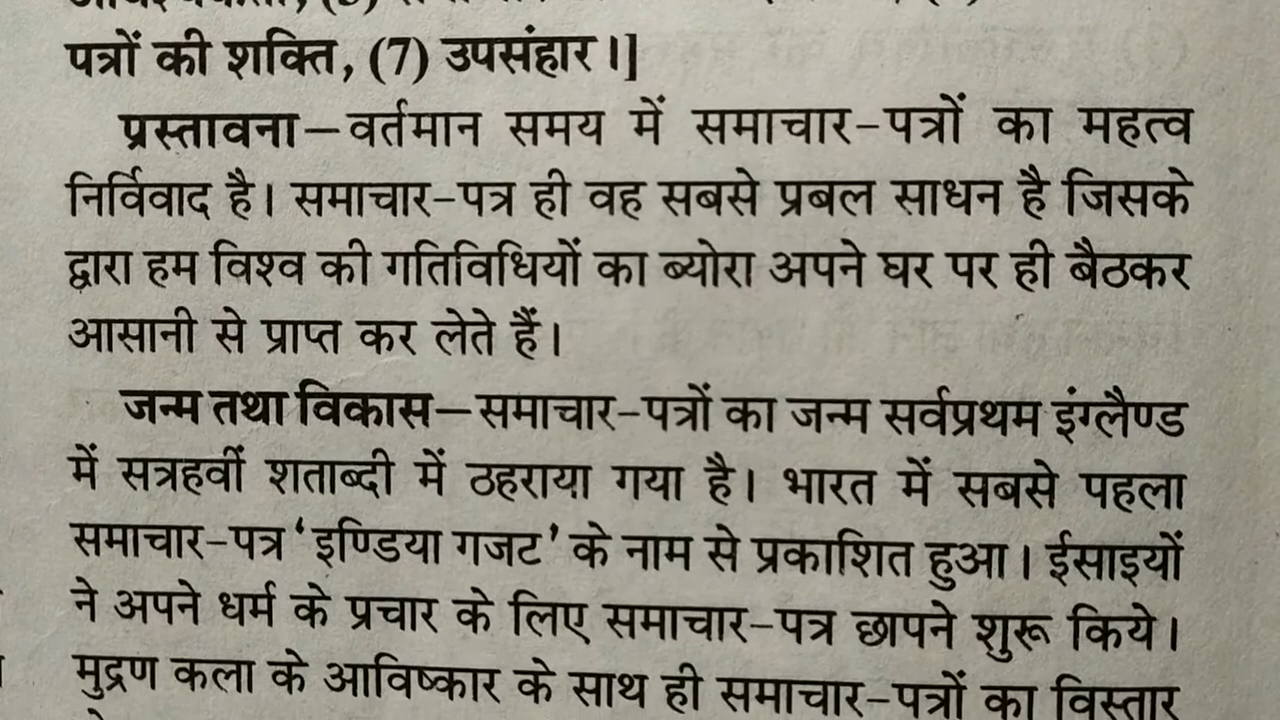 पत्रों की शक्ति, (7) उपसंहार।]
प्रस्तावना—वर्तमान समय में समाचार-पत्रों का महत्व
निर्विवाद है। समाचार-पत्र ही वह सबसे प्रबल साधन है जिसके
द्वारा हम विश्व की गतिविधियों का ब्योरा अपने घर पर ही बैठकर
आसानी से प्राप्त कर लेते हैं।
जन्म तथा विकास—समाचार-पत्रों का जन्म सर्वप्रथम इंग्लैण्ड
में सत्रहवीं शताब्दी में ठहराया गया है। भारत में सबसे पहला
समाचार-पत्र ‘इण्डिया गजट’ के नाम से प्रकाशित हुआ। ईसाइयों
ने अपने धर्म के प्रचार के लिए समाचार-पत्र छापने शुरू किये।
मुद्रण कला के आविष्कार के साथ ही समाचार-पत्रों का विस्तार